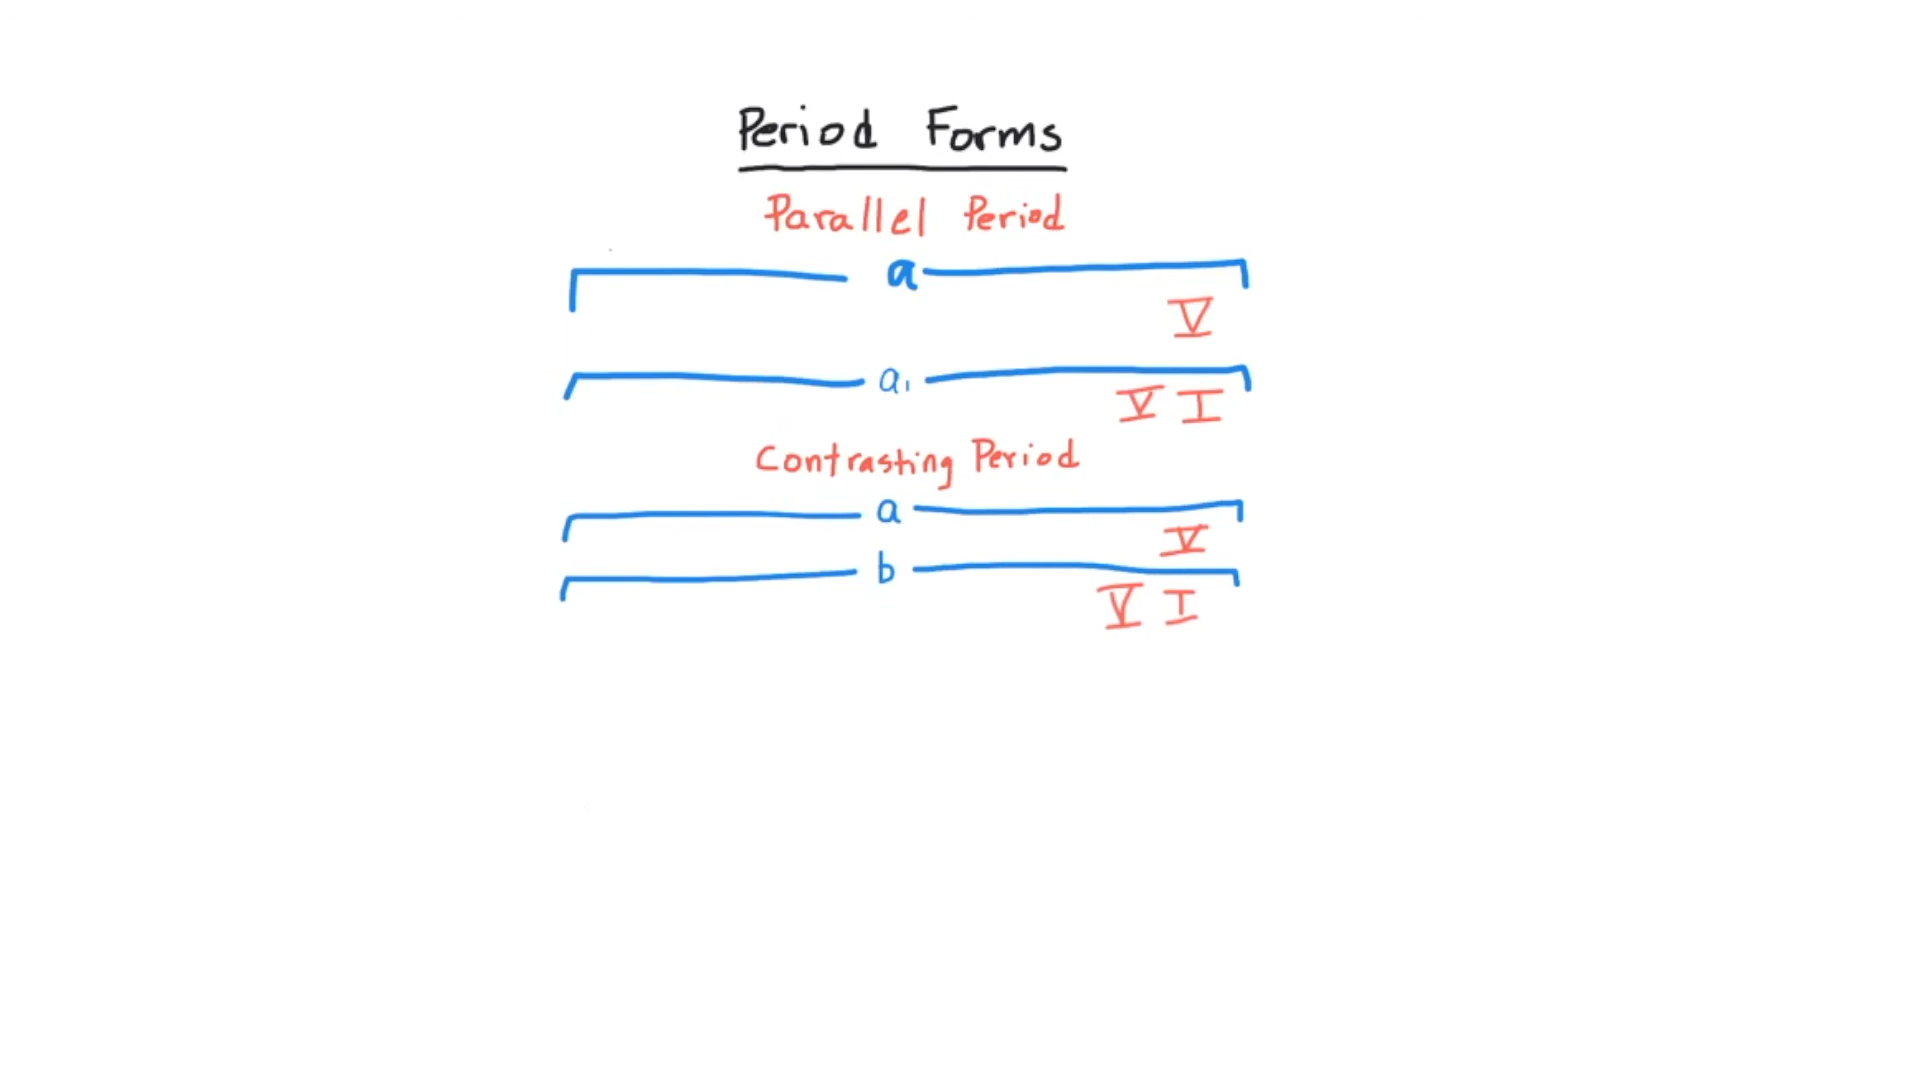 Period Forms
Parallel Period
a
V
a₁
V I
Contrasting Period
a
V
b
V I